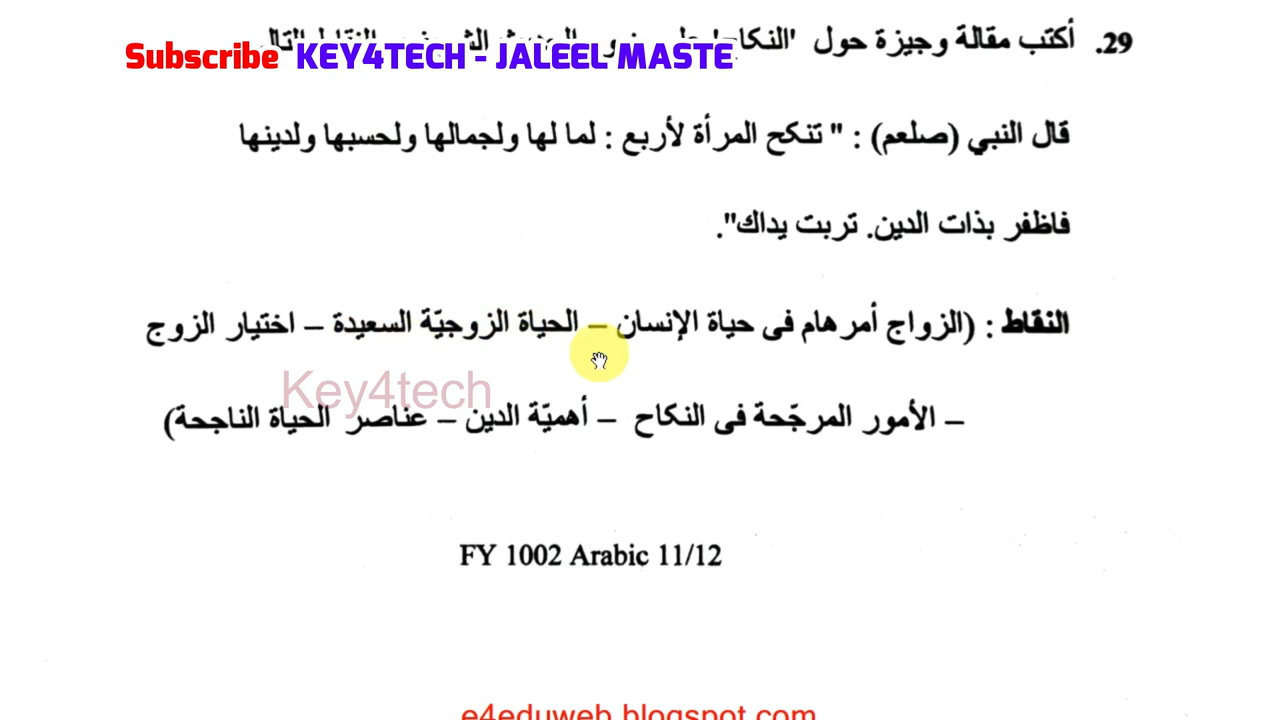 29. أكتب مقالة وجيزة حول "النكاح
Subscribe KEY4TECH - JALEEL MASTE
قال النبي (صلعم) : " تنكح المرأة لأربع : لما لها ولجمالها ولحسبها ولدينها
فاظفر بذات الدين. تربت يداك".
النقاط : (الزواج أمرهام فى حياة الإنسان – الحياة الزوجيّة السعيدة – اختيار الزوج
Key4tech
– الأمور المرجّحة فى النكاح – أهميّة الدين – عناصر الحياة الناجحة)
FY 1002 Arabic 11/12
e4eduweb.blogspot.com